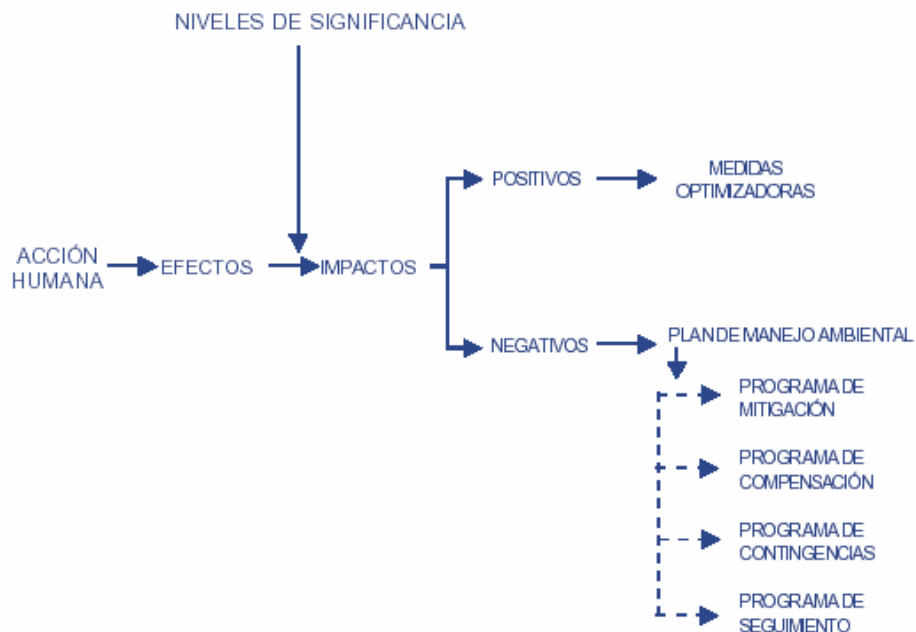 NIVELES DE SIGNIFICANCIA
POSITIVOS
MEDIDAS
OPTIMIZADORAS
ACCIÓN
HUMANA
EFECTOS
IMPACTOS
NEGATIVOS
PLAN DE MANEJO AMBIENTAL
PROGRAMA DE
MITIGACIÓN
PROGRAMA DE
COMPENSACIÓN
PROGRAMA DE
CONTINGENCIAS
PROGRAMA DE
SEGUIMIENTO